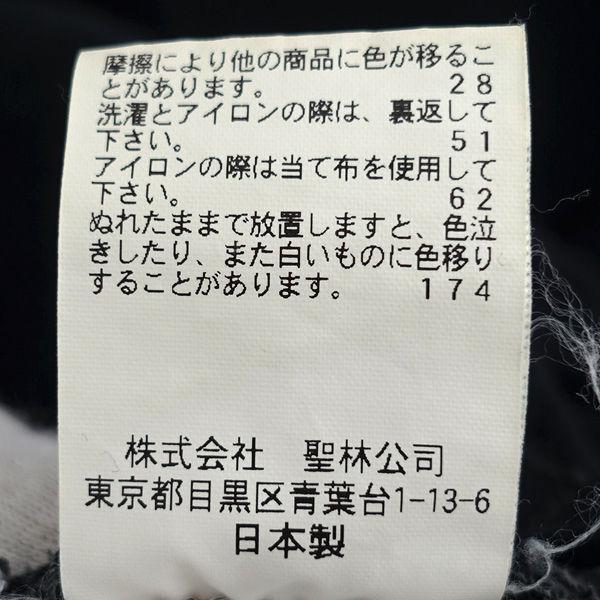 摩擦により他の商品に色が移るこ
とがあります。 28
洗濯とアイロンの際は、裏返して
下さい。 51
アイロンの際は当て布を使用して
下さい。 62
ぬれたままで放置しますと、色泣
きしたり、また白いものに色移り
することがあります。 174
株式会社 聖林公司
東京都目黒区青葉台1-13-6
日本製